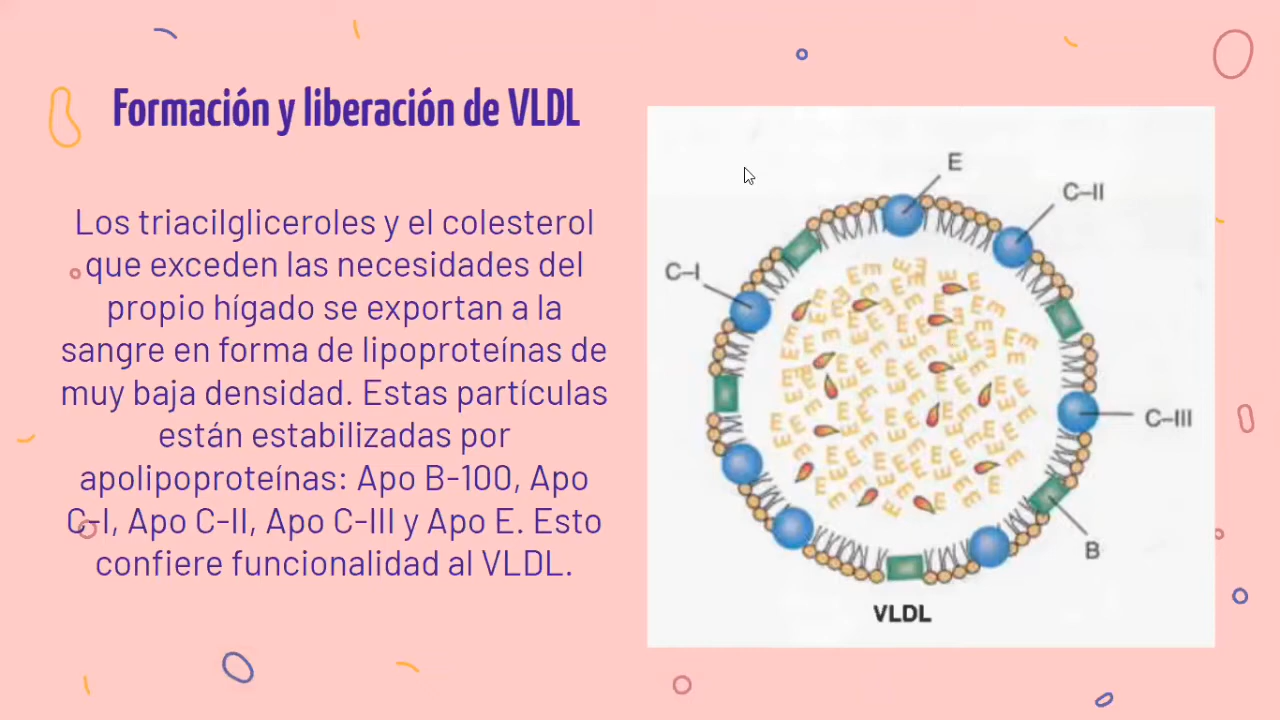 Formación y liberación de VLDL
Los triacilgliceroles y el colesterol
que exceden las necesidades del
propio hígado se exportan a la
sangre en forma de lipoproteínas de
muy baja densidad. Estas partículas
están estabilizadas por
apolipoproteínas: Apo B-100, Apo
C-I, Apo C-II, Apo C-III y Apo E. Esto
confiere funcionalidad al VLDL.
E
C-II
C-I
C-III
B
VLDL